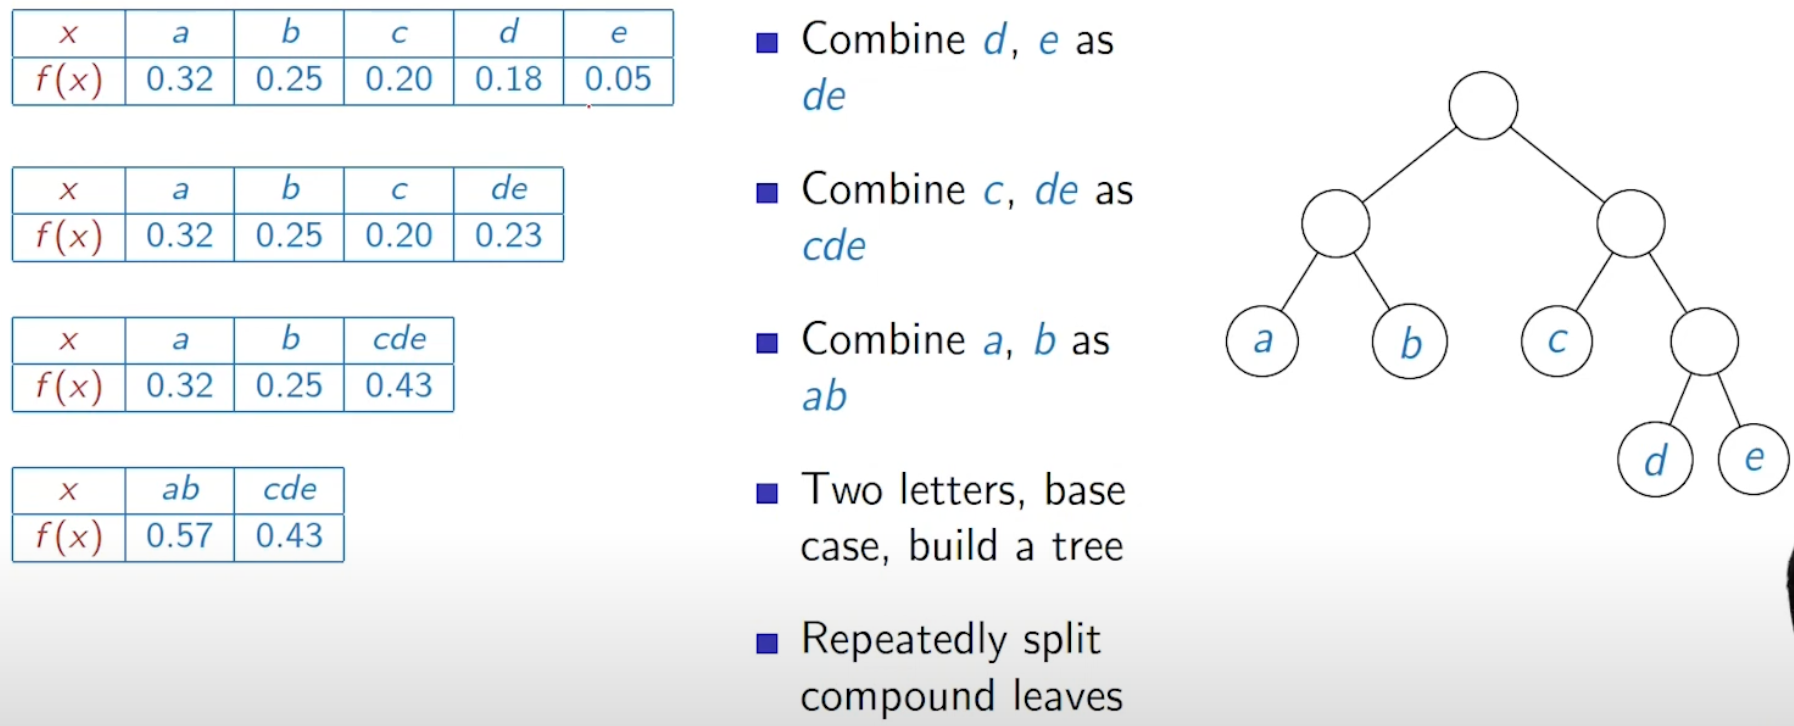 x a b c d e
f(x) 0.32 0.25 0.20 0.18 0.05
x a b c de
f(x) 0.32 0.25 0.20 0.23
x a b cde
f(x) 0.32 0.25 0.43
x ab cde
f(x) 0.57 0.43
■ Combine d, e as
de
■ Combine c, de as
cde
■ Combine a, b as
ab
■ Two letters, base
case, build a tree
■ Repeatedly split
compound leaves
a b c
d e